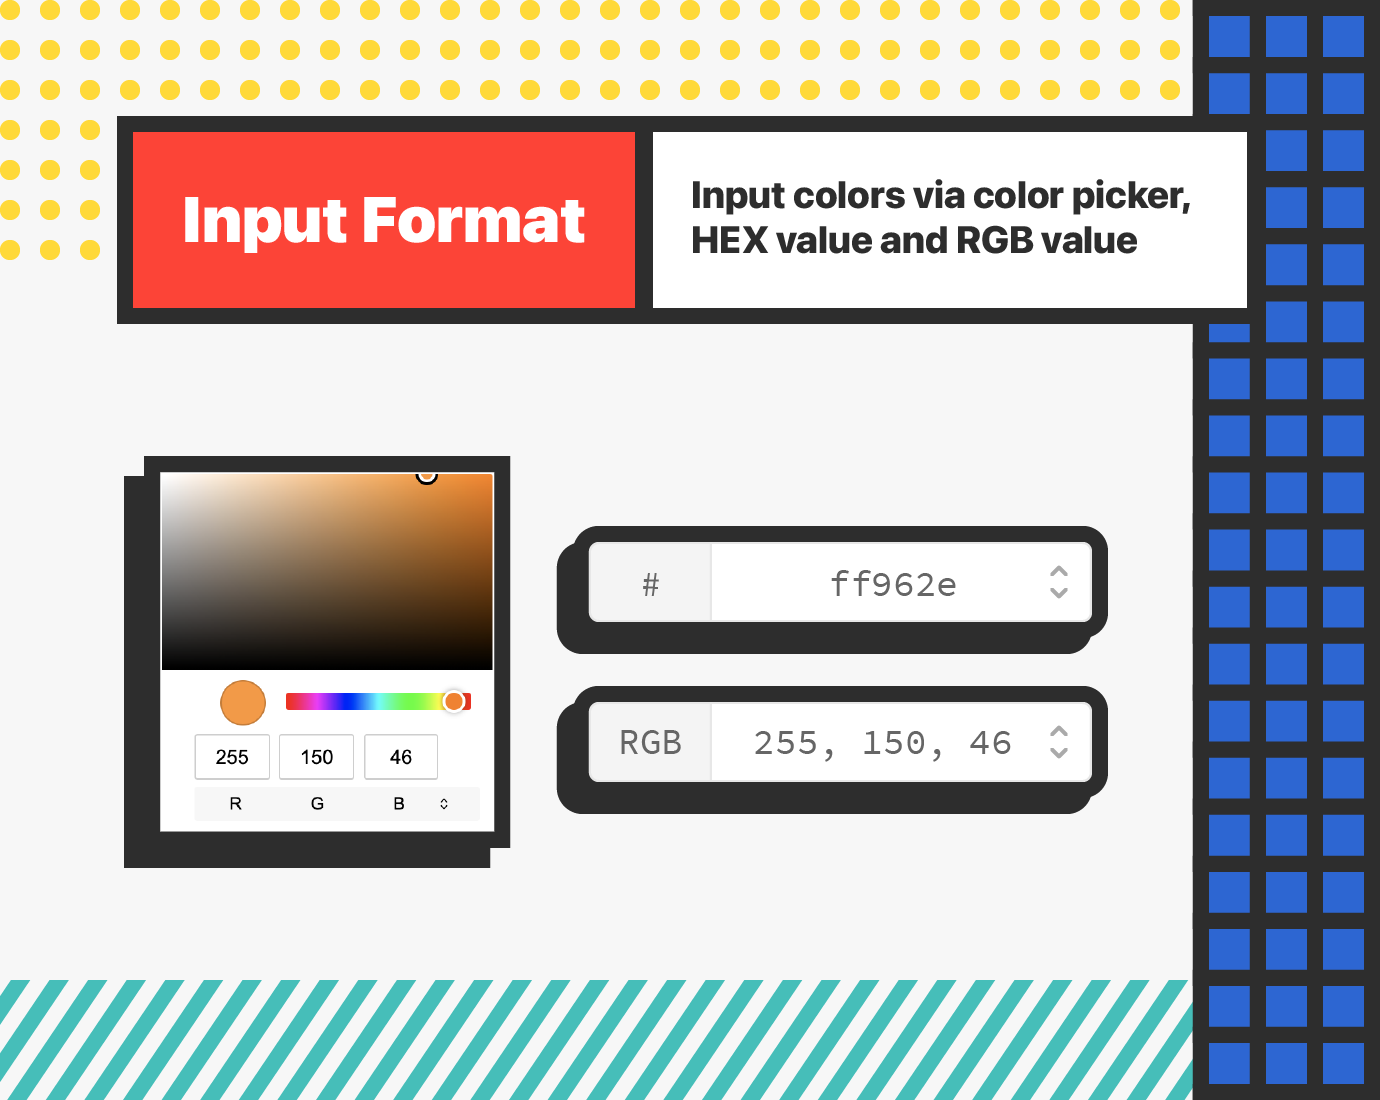 Input Format
Input colors via color picker,
HEX value and RGB value
# ff962e
RGB 255, 150, 46
255 150 46
R G B